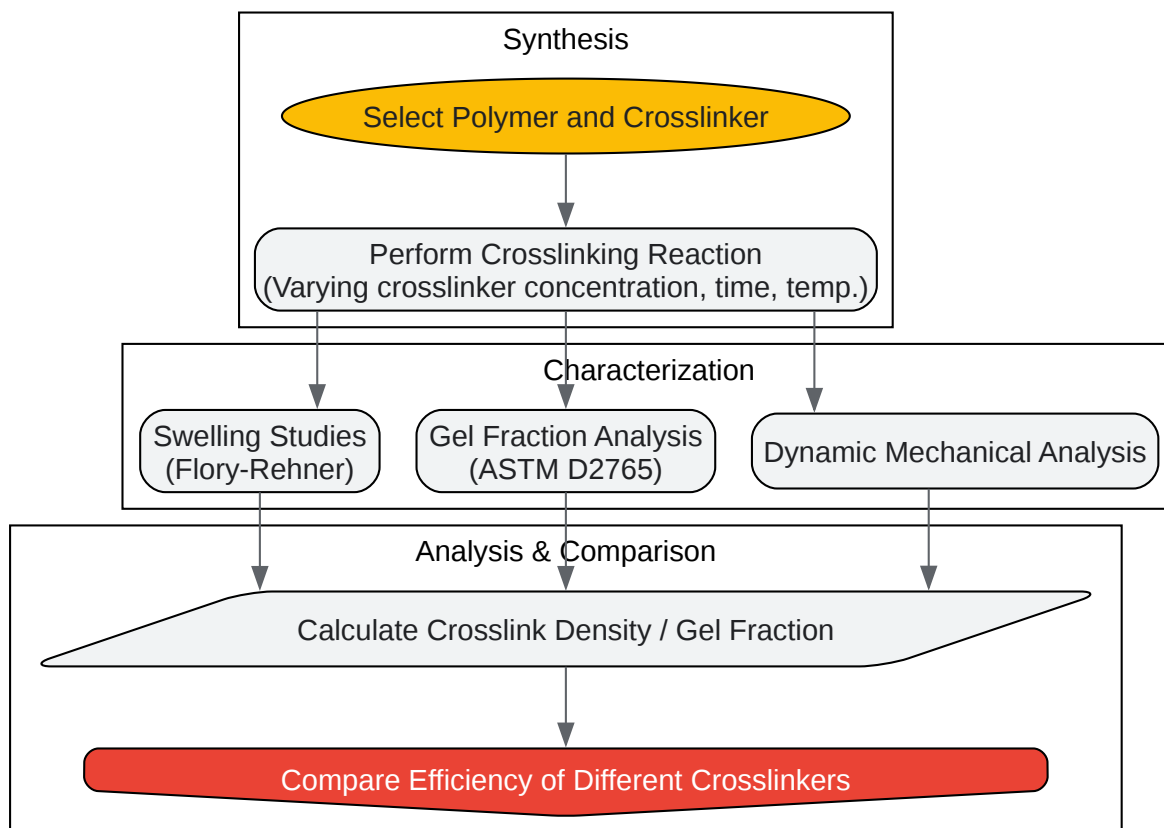 Synthesis
Select Polymer and Crosslinker
Perform Crosslinking Reaction
(Varying crosslinker concentration, time, temp.)
Characterization
Swelling Studies
(Flory-Rehner)
Gel Fraction Analysis
(ASTM D2765)
Dynamic Mechanical Analysis
Analysis & Comparison
Calculate Crosslink Density / Gel Fraction
Compare Efficiency of Different Crosslinkers